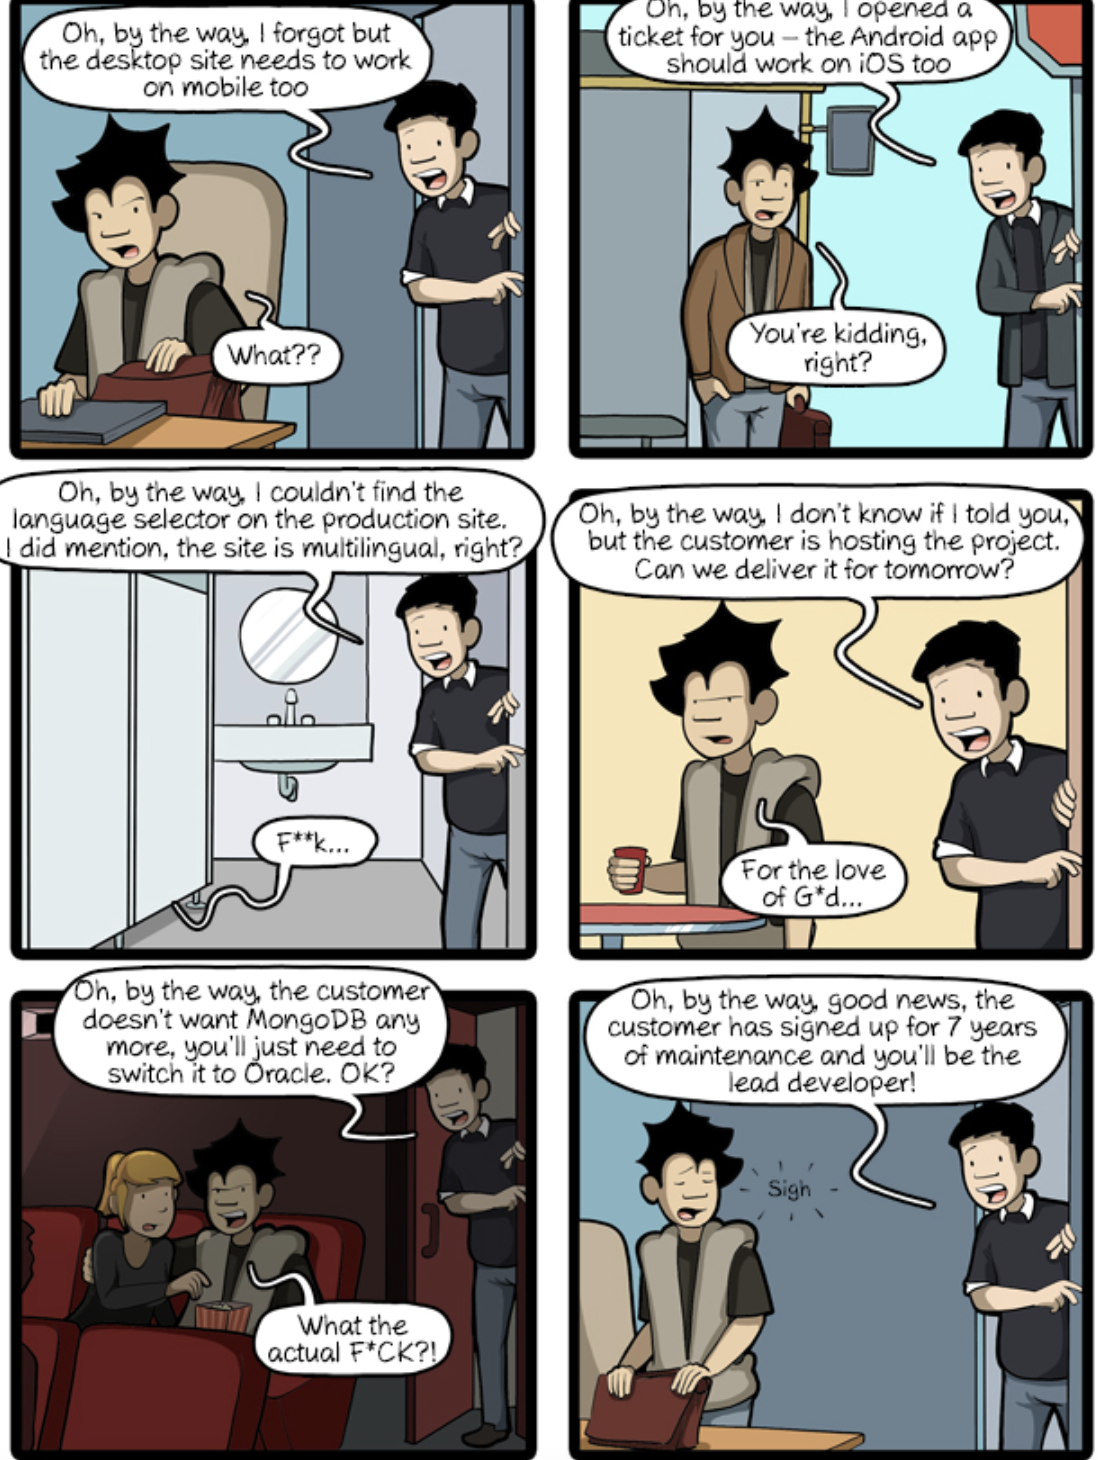 Oh, by the way, I forgot but
the desktop site needs to work
on mobile too
What??
Oh, by the way, I opened a
ticket for you – the Android app
should work on iOS too
You're kidding,
right?
Oh, by the way, I couldn't find the
language selector on the production site.
I did mention, the site is multilingual, right?
F**k...
Oh, by the way, I don't know if I told you,
but the customer is hosting the project.
Can we deliver it for tomorrow?
For the love
of G*d...
Oh, by the way, the customer
doesn't want MongoDB any
more, you'll just need to
switch it to Oracle. OK?
What the
actual F*CK?!
Oh, by the way, good news, the
customer has signed up for 7 years
of maintenance and you'll be the
lead developer!
Sigh